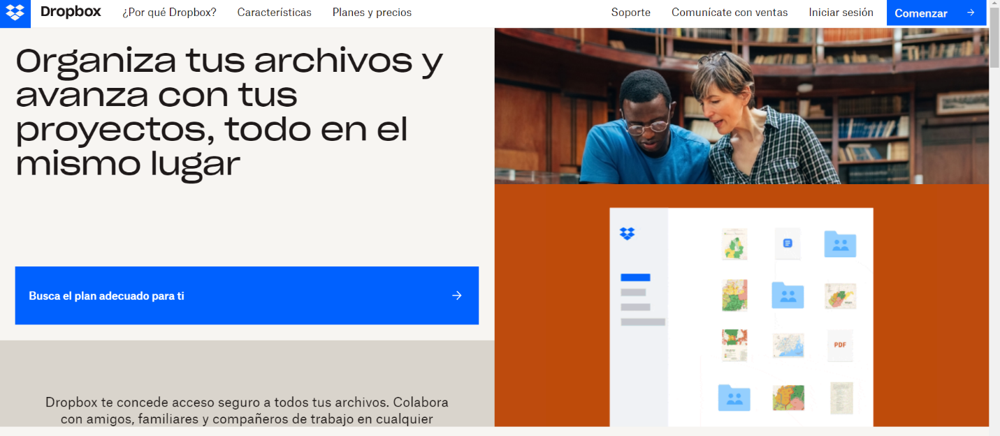 Dropbox
¿Por qué Dropbox?
Características
Planes y precios
Soporte
Comunícate con ventas
Iniciar sesión
Comenzar
Organiza tus archivos y
avanza con tus
proyectos, todo en el
mismo lugar
Busca el plan adecuado para ti
Dropbox te concede acceso seguro a todos tus archivos. Colabora
con amigos, familiares y compañeros de trabajo en cualquier
PDF